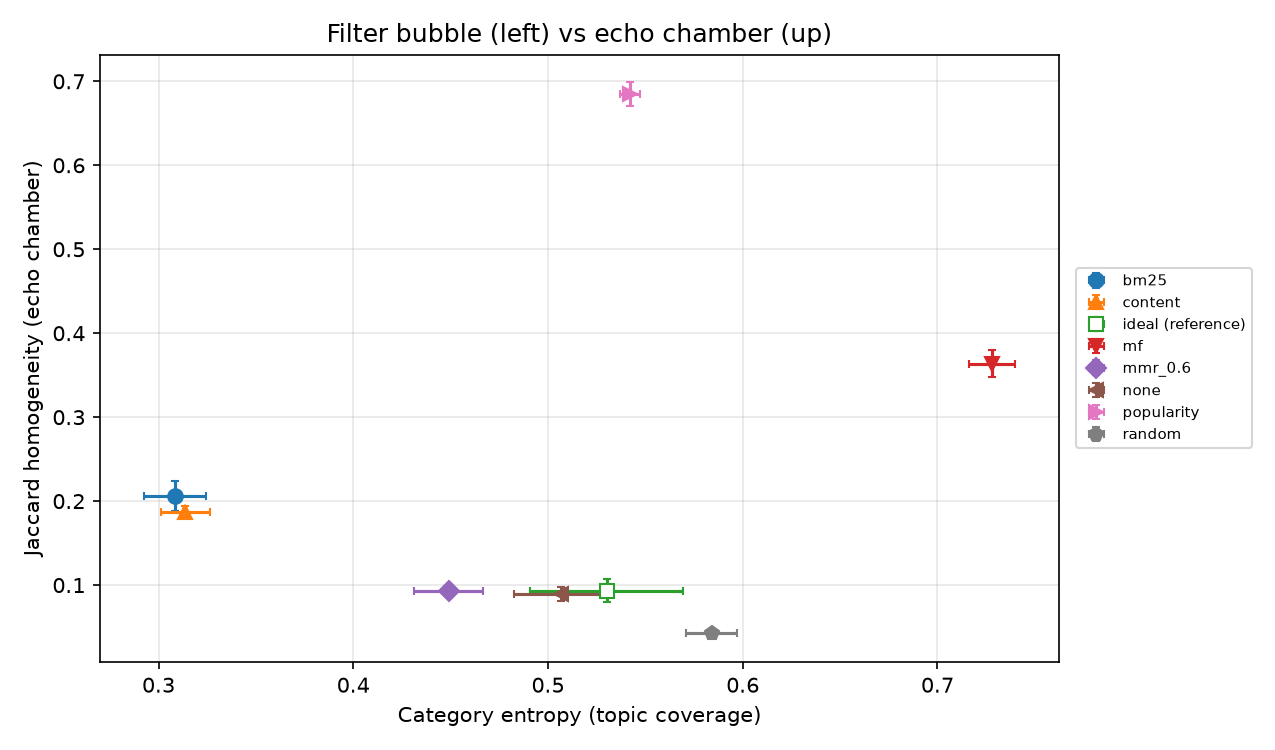 Filter bubble (left) vs echo chamber (up)
Jaccard homogeneity (echo chamber)
0.7
0.6
0.5
0.4
0.3
0.2
0.1
0.3 0.4 0.5 0.6 0.7
Category entropy (topic coverage)
bm25
content
ideal (reference)
mf
mmr_0.6
none
popularity
random